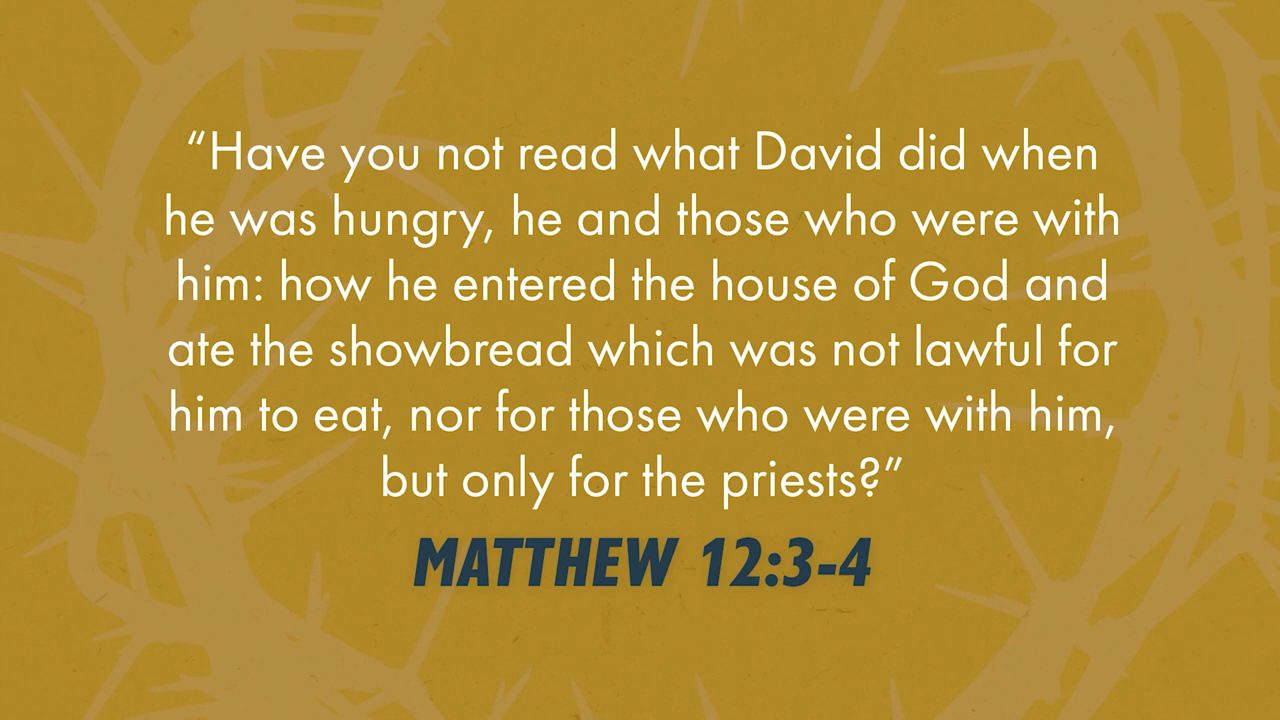 “Have you not read what David did when
he was hungry, he and those who were with
him: how he entered the house of God and
ate the showbread which was not lawful for
him to eat, nor for those who were with him,
but only for the priests?”
MATTHEW 12:3-4